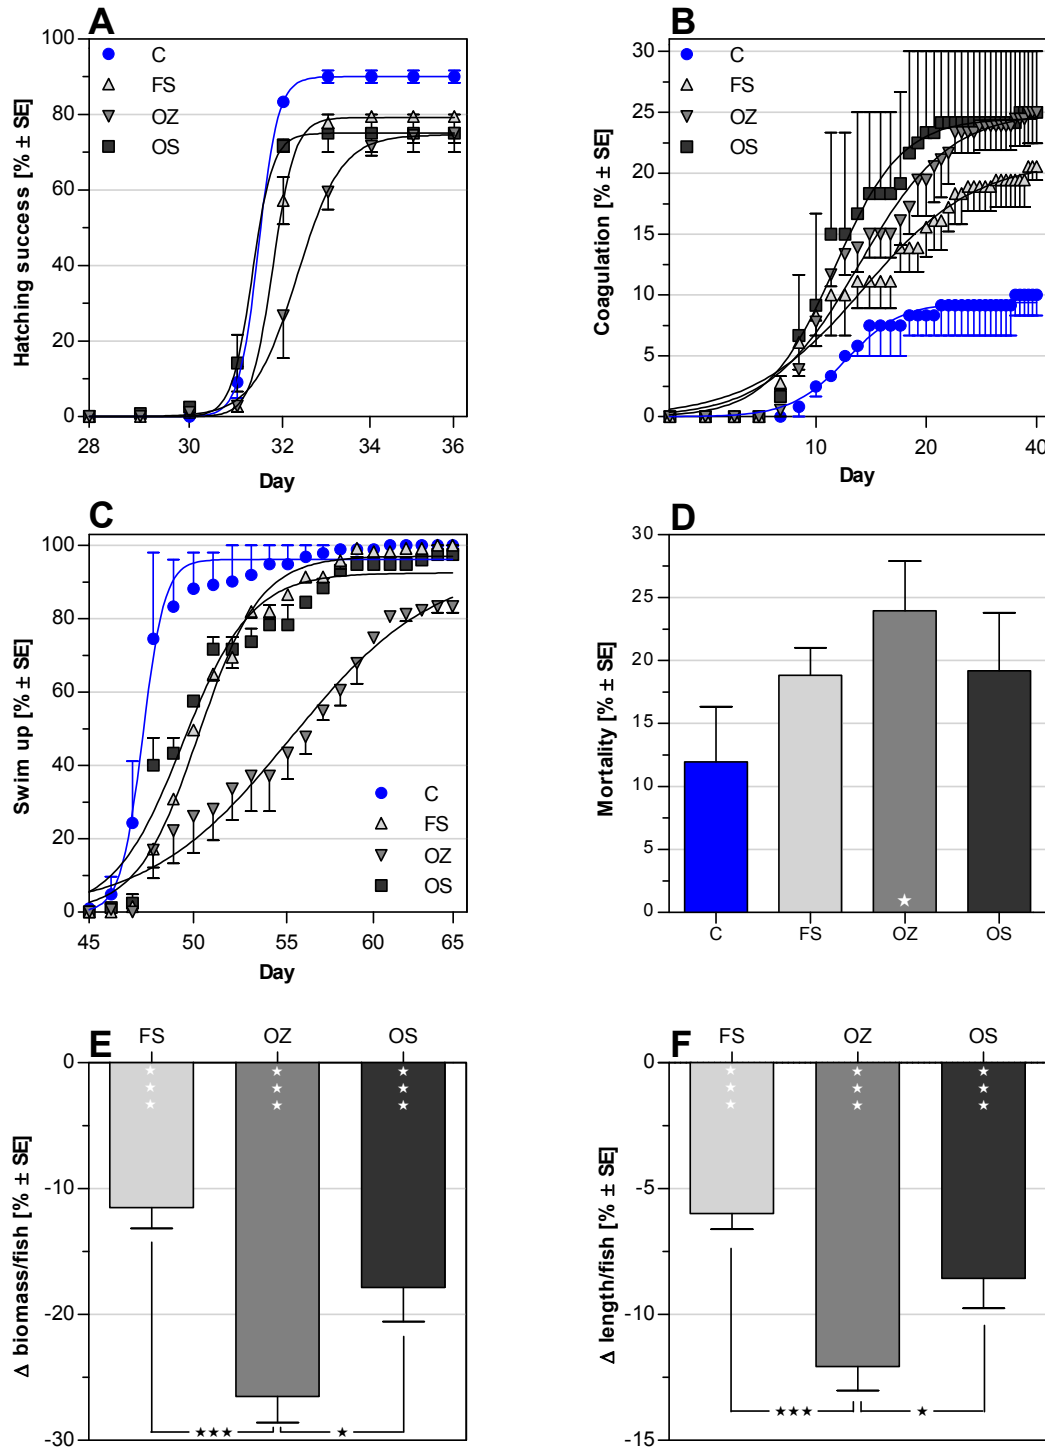 A
B
100
80
60
40
20
0
Hatching success [% ± SE]
C
FS
OZ
OS
28
30
32
34
36
Day
30
25
20
15
10
5
0
Coagulation [% ± SE]
C
FS
OZ
OS
10
20
40
Day
C
D
100
80
60
40
20
0
Swim up [% ± SE]
C
FS
OZ
OS
45
50
55
60
65
Day
30
25
20
15
10
5
0
Mortality [% ± SE]
C
FS
OZ
OS
E
FS
OZ
OS
0
-10
-20
-30
Δ biomass/fish [% ± SE]
★
★
★
★
★
★
★
★
★
★★★
★
F
FS
OZ
OS
0
-5
-10
-15
Δ length/fish [% ± SE]
★
★
★
★
★
★
★
★
★
★★★
★